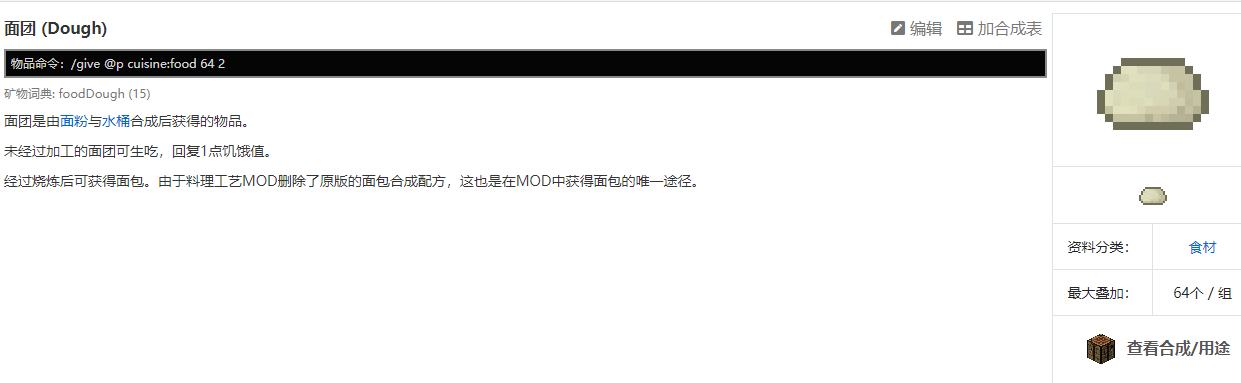 面团 (Dough)
编辑
加合成表
物品命令：/give @p cuisine:food 64 2
矿物词典: foodDough (15)
面团是由面粉与水桶合成后获得的物品。
未经过加工的面团可生吃，回复1点饥饿值。
经过烧炼后可获得面包。由于料理工艺MOD删除了原版的面包合成配方，这也是在MOD中获得面包的唯一途径。
资料分类： 食材
最大叠加： 64个 / 组
查看合成/用途